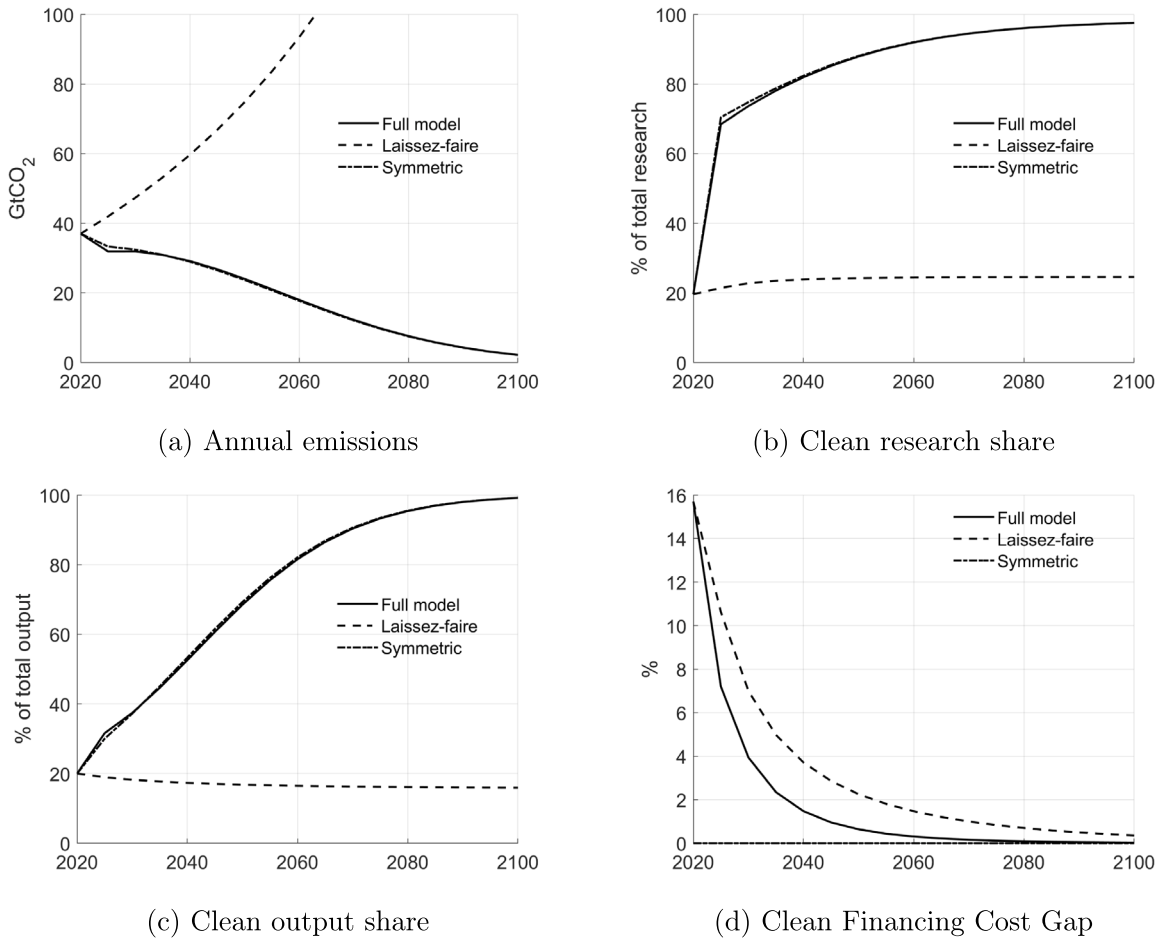 GtCO2
100
80
60
40
20
0
2020
2040
2060
2080
2100
Full model
Laissez-faire
Symmetric
(a) Annual emissions
% of total research
100
80
60
40
20
0
2020
2040
2060
2080
2100
Full model
Laissez-faire
Symmetric
(b) Clean research share
% of total output
100
80
60
40
20
0
2020
2040
2060
2080
2100
Full model
Laissez-faire
Symmetric
(c) Clean output share
%
16
14
12
10
8
6
4
2
0
2020
2040
2060
2080
2100
Full model
Laissez-faire
Symmetric
(d) Clean Financing Cost Gap